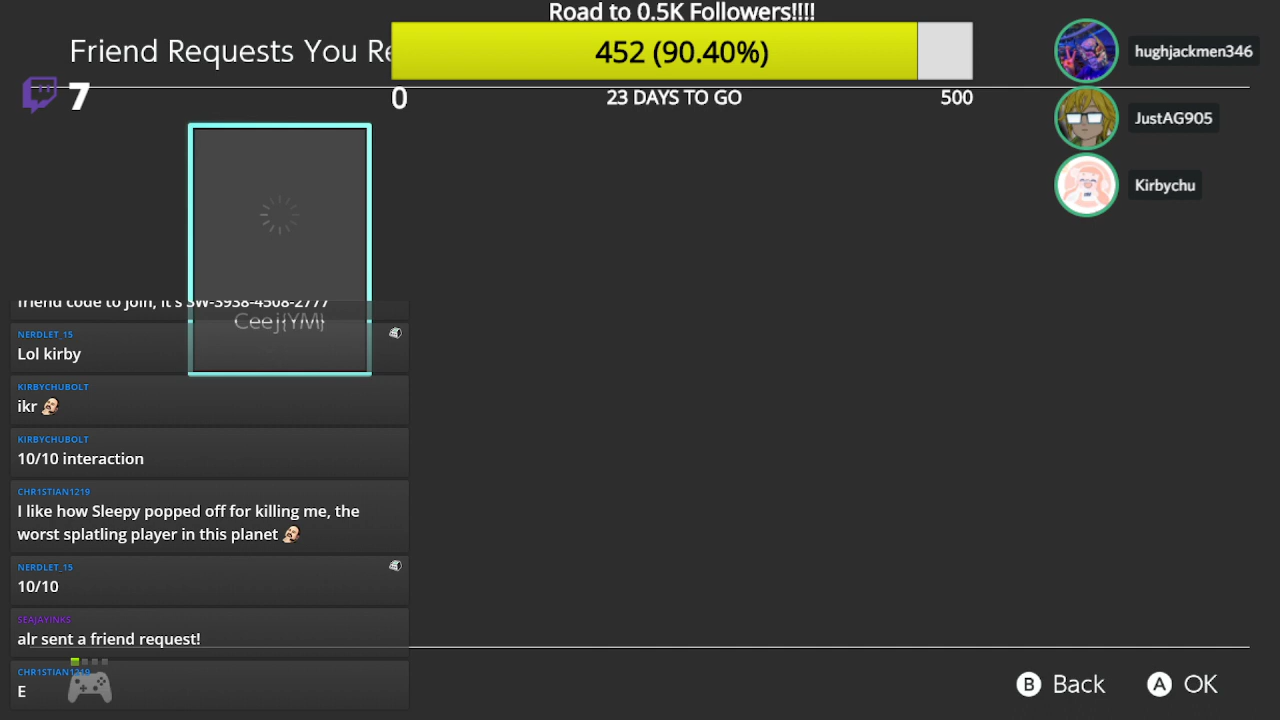 Road to 0.5K Followers!!!!
Friend Requests You Re
452 (90.40%)
7
0
23 DAYS TO GO
500
hughjackmen346
JustAG905
Kirbychu
friend code to join, it's SW-3938-4508-2777
Ceej{YM}
NERDLET_15
Lol kirby
KIRBYCHUBOLT
ikr
KIRBYCHUBOLT
10/10 interaction
CHR1STIAN1219
I like how Sleepy popped off for killing me, the
worst splatling player in this planet
NERDLET_15
10/10
SEAJAYINKS
alr sent a friend request!
CHR1STIAN1219
E
B Back
A OK